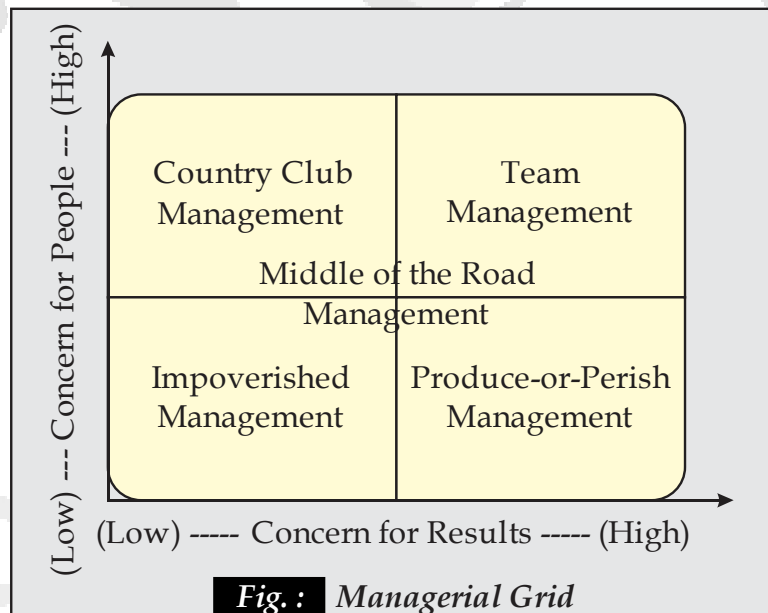 (Low) --- Concern for People --- (High)
Country Club
Management
Team
Management
Middle of the Road
Management
Impoverished
Management
Produce-or-Perish
Management
(Low) ----- Concern for Results ----- (High)
Fig. : Managerial Grid